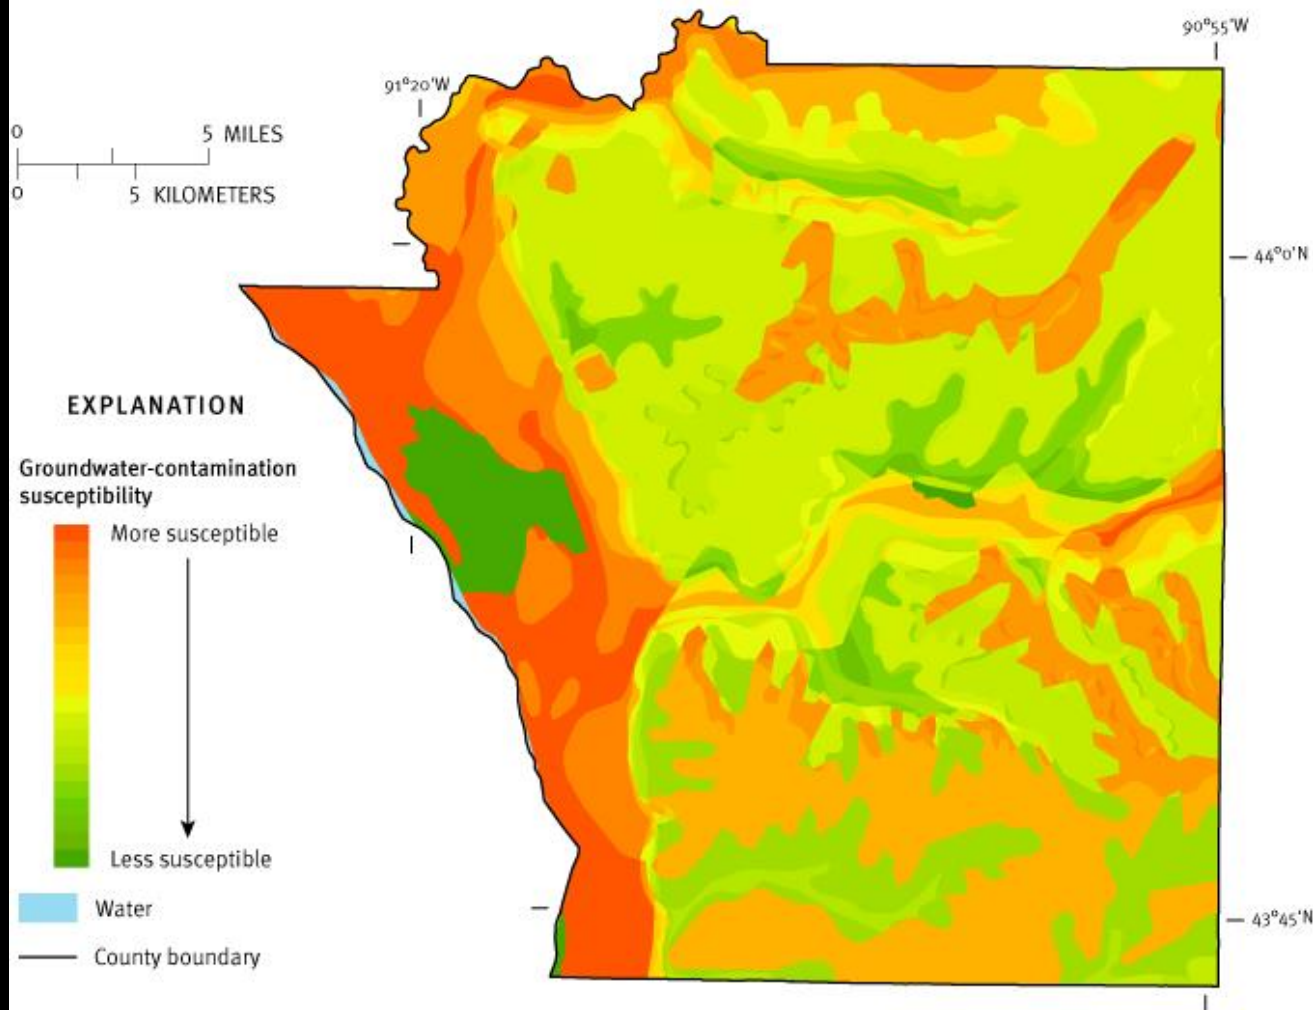 90°55'W
91°20'W
0 5 MILES
0 5 KILOMETERS
44°0'N
EXPLANATION
Groundwater-contamination
susceptibility
More susceptible
Less susceptible
Water
County boundary
43°45'N